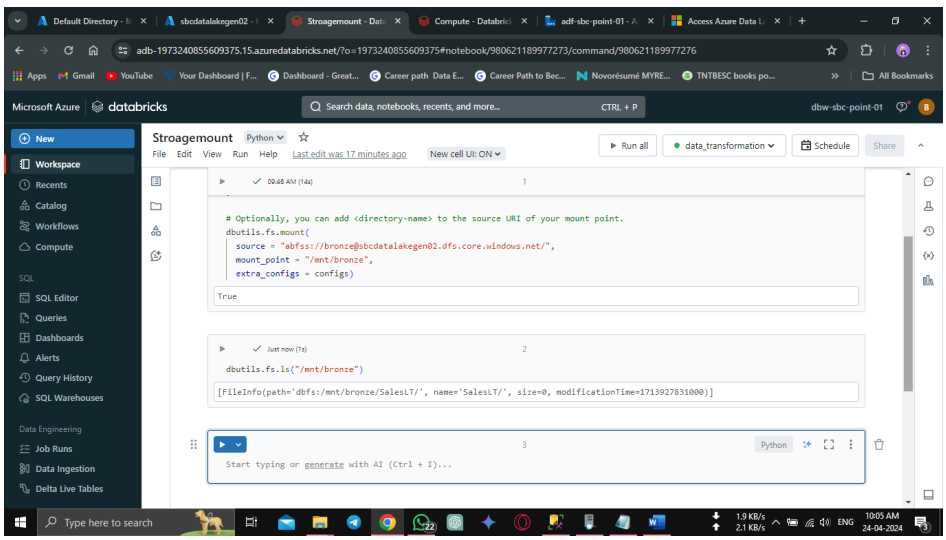 Default Directory - M
sbcdatalakegen02 - M
Stroagemount - Data
Compute - Databrick
adf-sbc-point-01 - A
Access Azure Data L
adb-1973240855609375.15.azuredatabricks.net/?o=1973240855609375#notebook/980621189977273/command/980621189977276
Apps
Gmail
YouTube
Your Dashboard | F...
Dashboard - Great...
Career path Data E...
Career Path to Bec...
Novorésumé MYRE...
TNTBESC books po...
»
All Bookmarks
Microsoft Azure
databricks
Search data, notebooks, recents, and more...
CTRL + P
dbw-sbc-point-01
B
New
Workspace
Recents
Catalog
Workflows
Compute
SQL
SQL Editor
Queries
Dashboards
Alerts
Query History
SQL Warehouses
Data Engineering
Job Runs
Data Ingestion
Delta Live Tables
Stroagemount
Python
File Edit View Run Help Last edit was 17 minutes ago New cell UI: ON
Run all
data_transformation
Schedule
Share
09:46 AM (14s)
1
# Optionally, you can add <directory-name> to the source URI of your mount point.
dbutils.fs.mount(
source = "abfss://bronze@sbcdatalakegen02.dfs.core.windows.net/",
mount_point = "/mnt/bronze",
extra_configs = configs)
True
Just now (1s)
2
dbutils.fs.ls("/mnt/bronze")
[FileInfo(path='dbfs:/mnt/bronze/SalesLT/', name='SalesLT/', size=0, modificationTime=1713927831000)]
3
Python
Start typing or generate with AI (Ctrl + I)...
Type here to search
22
1.9 KB/s
2.1 KB/s
ENG
10:05 AM
24-04-2024
3